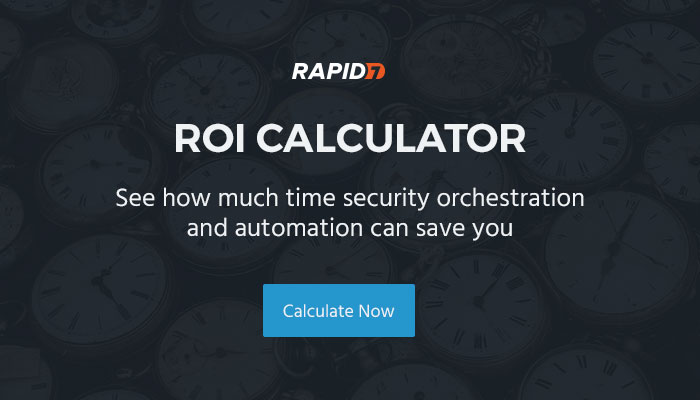 RAPID7
ROI CALCULATOR
See how much time security orchestration
and automation can save you
Calculate Now